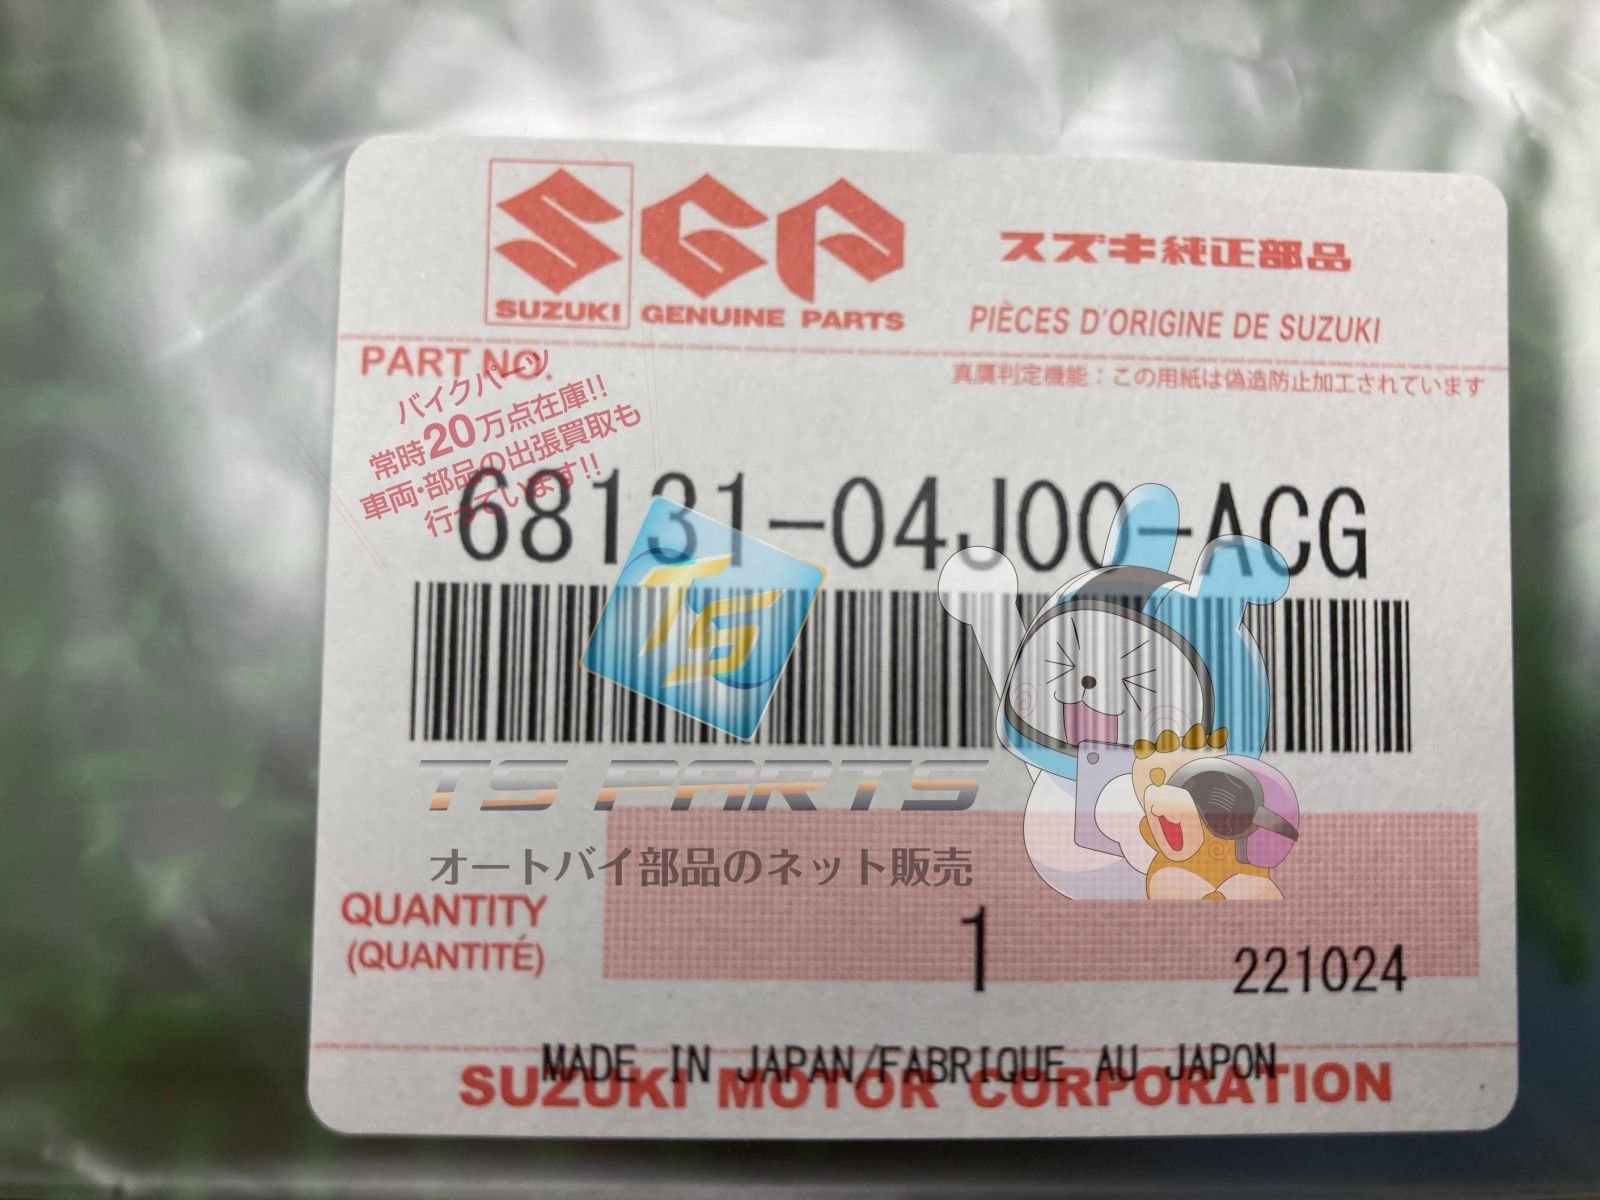 SUZUKI
SGP
GENUINE PARTS
スズキ純正部品
PIÈCES D'ORIGINE DE SUZUKI
PART NO.
真贋判定機能：この用紙は偽造防止加工されています
バイクパーツ
常時20万点在庫!!
車両・部品の出張買取も
行っています!!
68131-04J00-ACG
TS
TS PARTS
オートバイ部品のネット販売
QUANTITY
(QUANTITÉ)
1
221024
MADE IN JAPAN/FABRIQUE AU JAPON
SUZUKI MOTOR CORPORATION